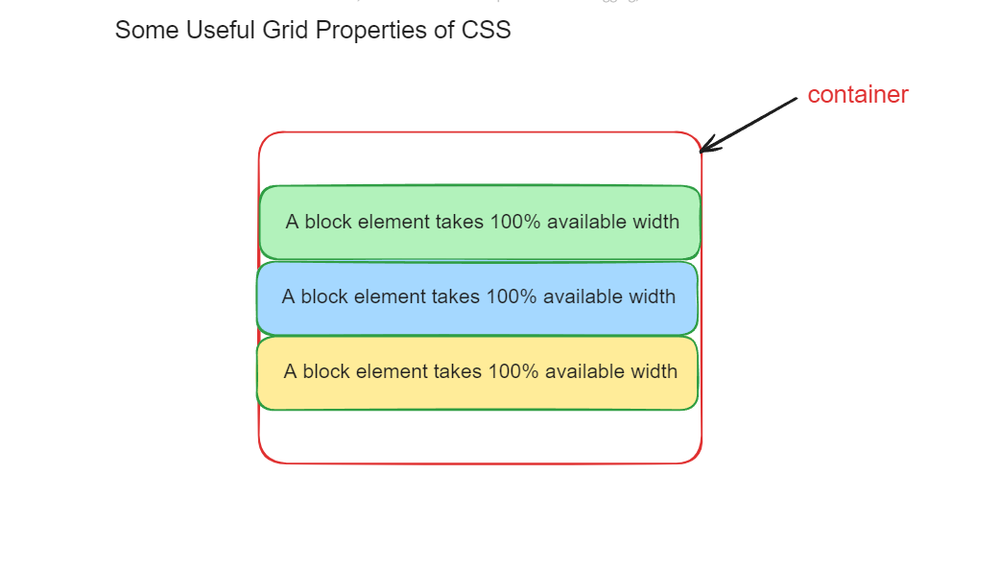 Some Useful Grid Properties of CSS
container
A block element takes 100% available width
A block element takes 100% available width
A block element takes 100% available width